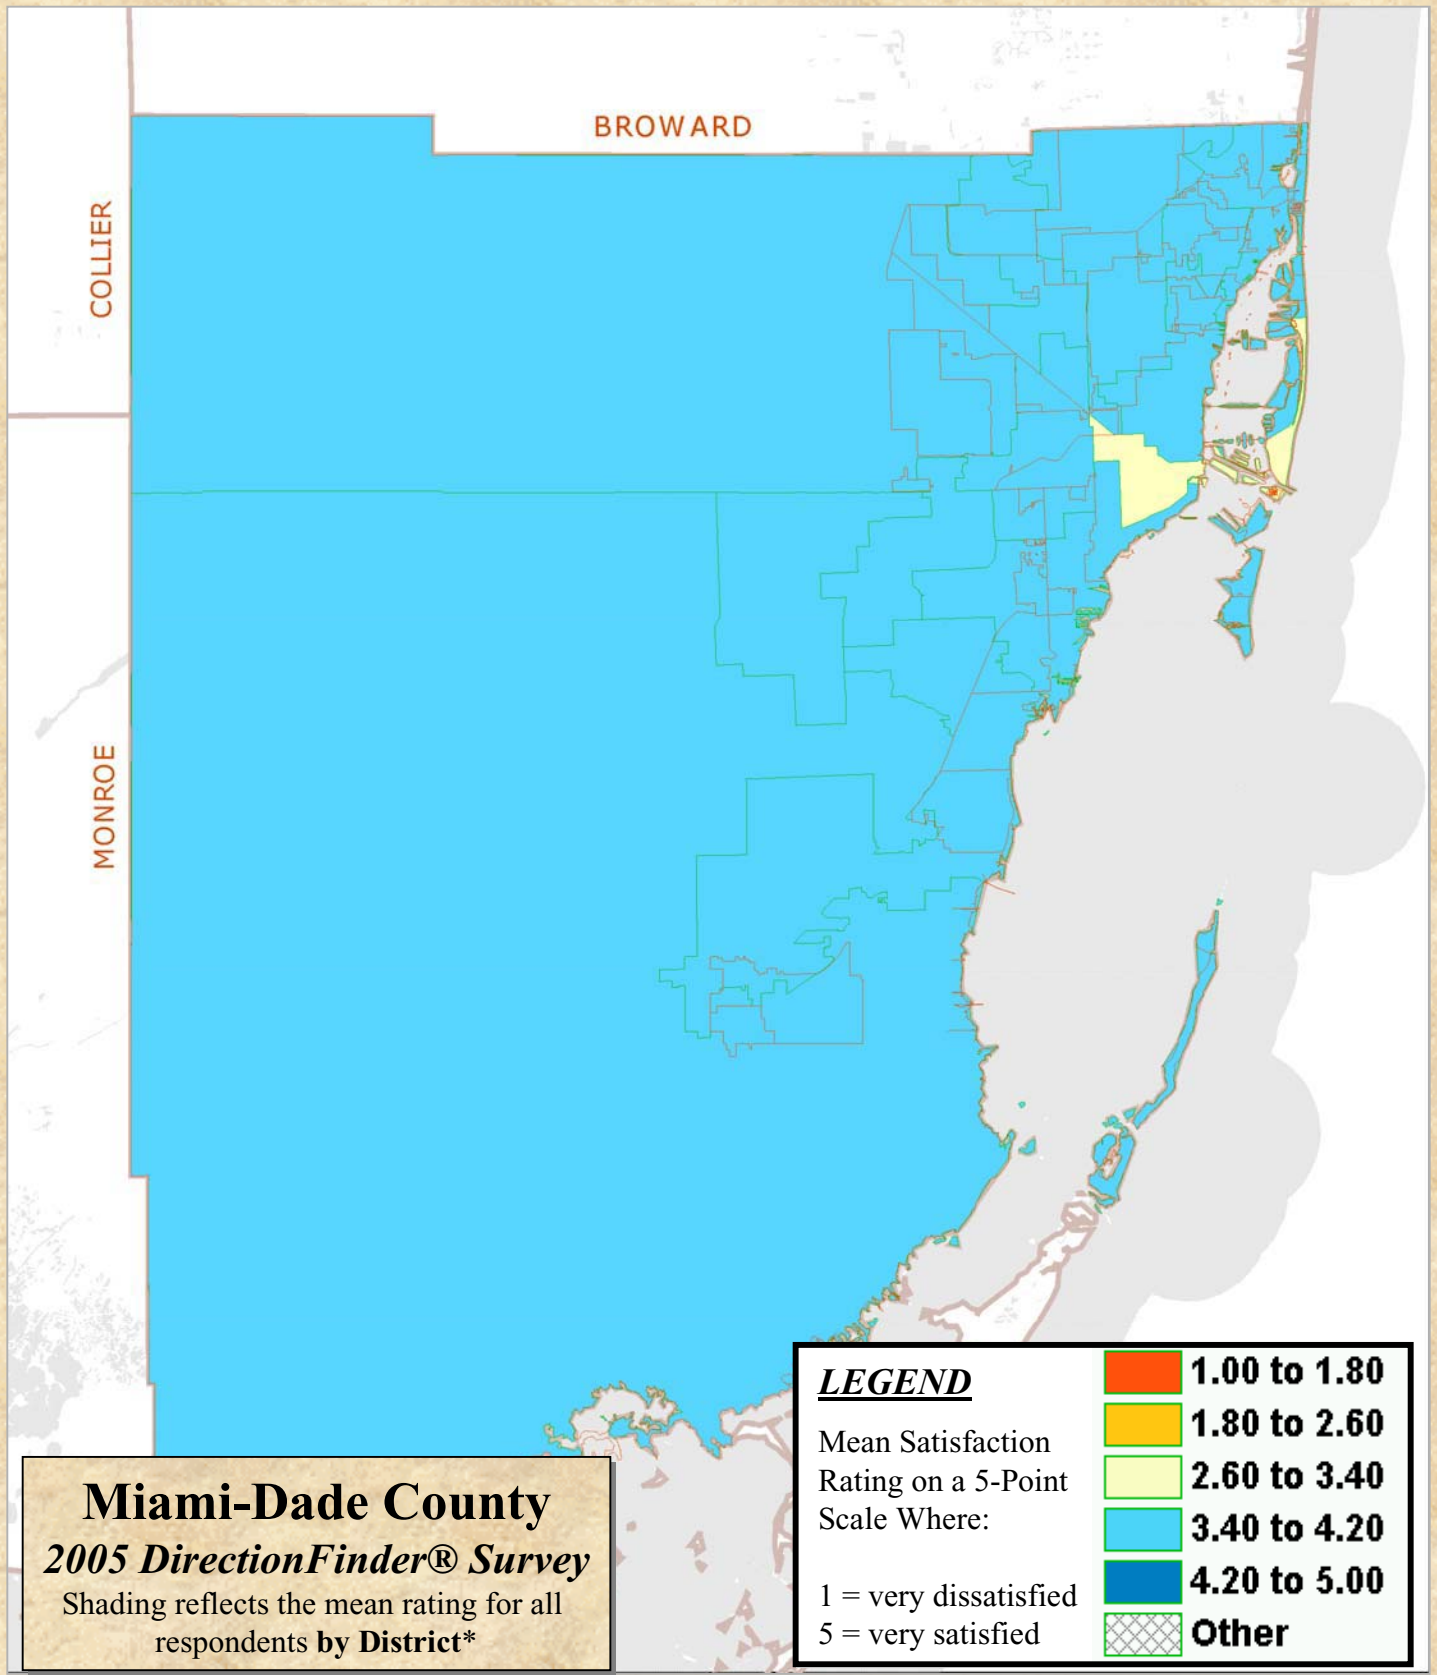 BROWARD
COLLIER
MONROE
LEGEND
Mean Satisfaction
Rating on a 5-Point
Scale Where:
1 = very dissatisfied
5 = very satisfied
1.00 to 1.80
1.80 to 2.60
2.60 to 3.40
3.40 to 4.20
4.20 to 5.00
Other
Miami-Dade County
2005 DirectionFinder® Survey
Shading reflects the mean rating for all
respondents by District*